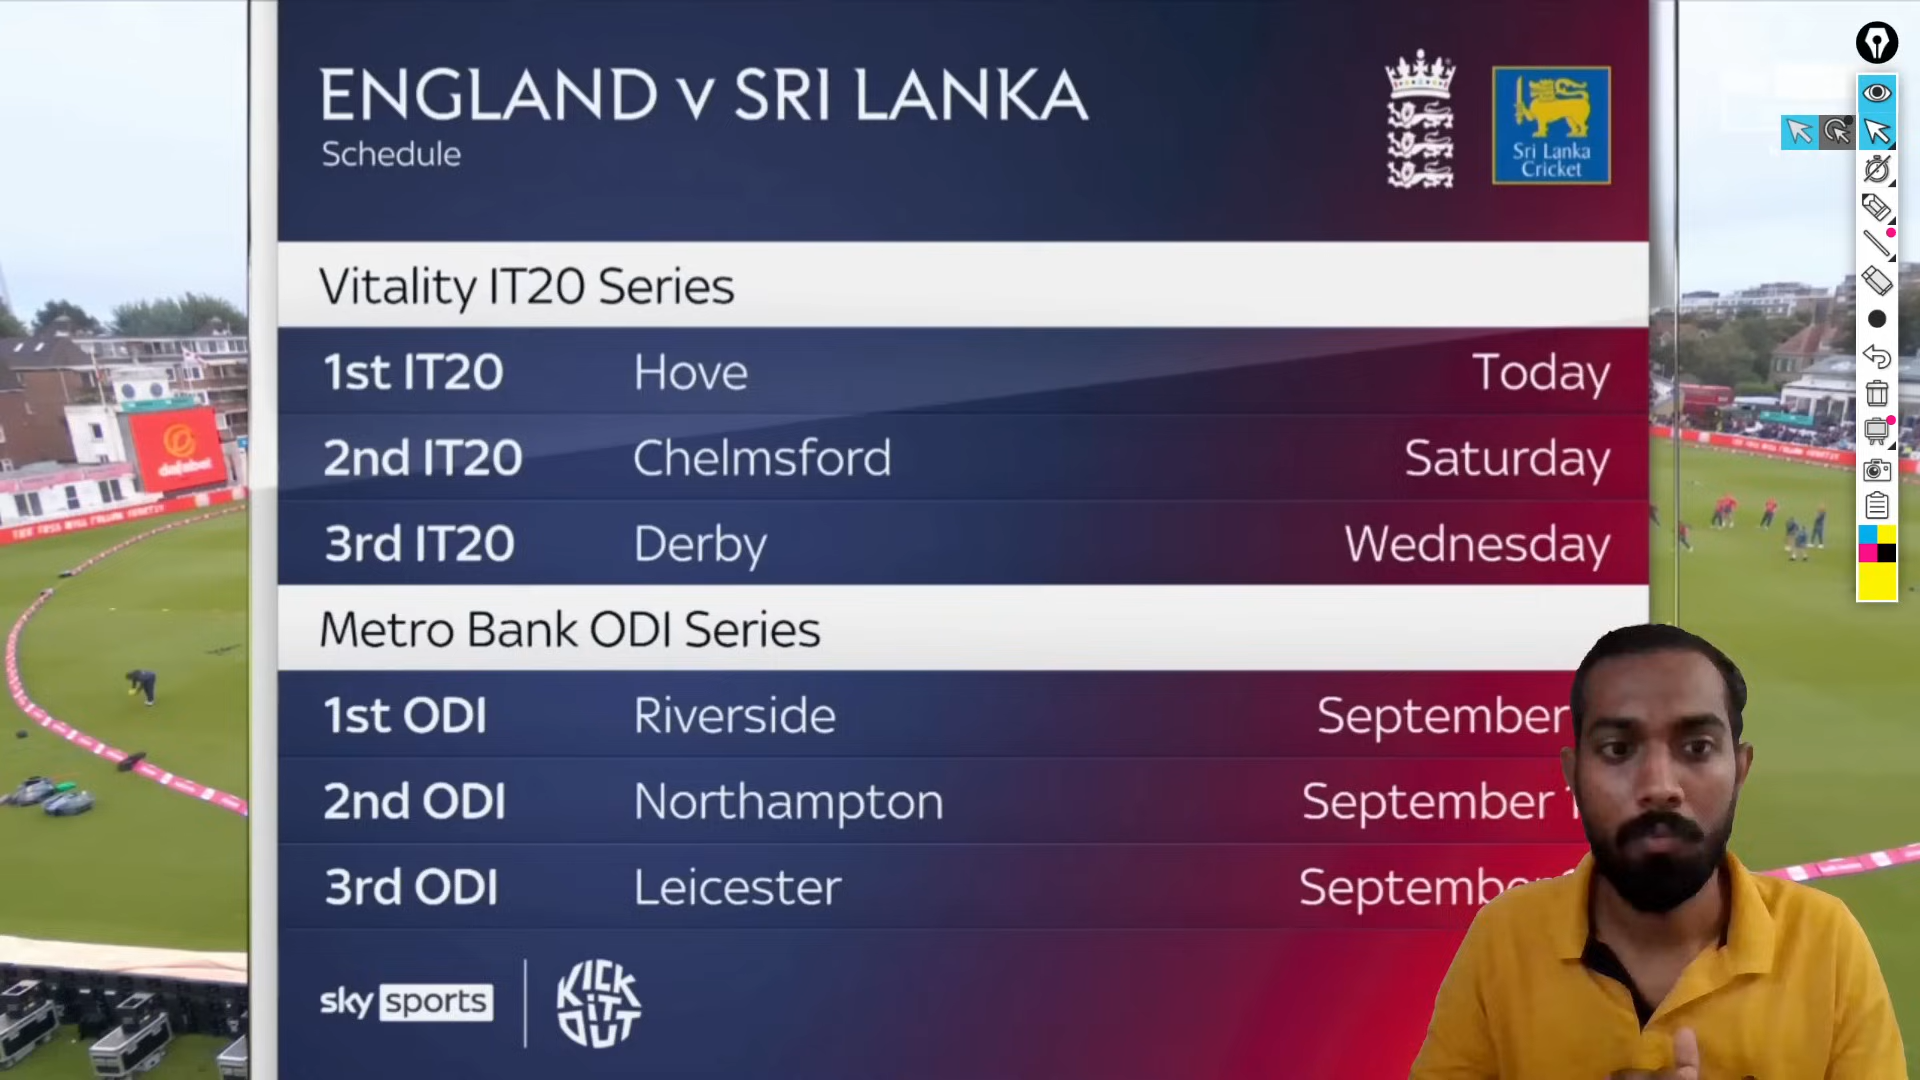 ENGLAND v SRI LANKA
Schedule
Sri Lanka
Cricket
Vitality IT20 Series
1st IT20 Hove Today
2nd IT20 Chelmsford Saturday
3rd IT20 Derby Wednesday
Metro Bank ODI Series
1st ODI Riverside September
2nd ODI Northampton September
3rd ODI Leicester
sky sports
KICK
IT
OUT
dafabet